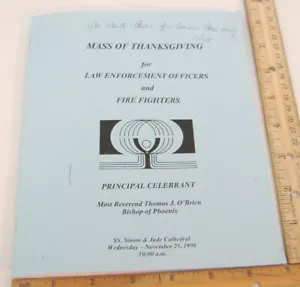 MASS OF THANKSGIVING
for
LAW ENFORCEMENT OFFICERS
and
FIRE FIGHTERS
PRINCIPAL CELEBRANT
Most Reverend Thomas J. O'Brien
Bishop of Phoenix
SS. Simon & Jude Cathedral
Wednesday - November 25, 1998
10:00 a.m.